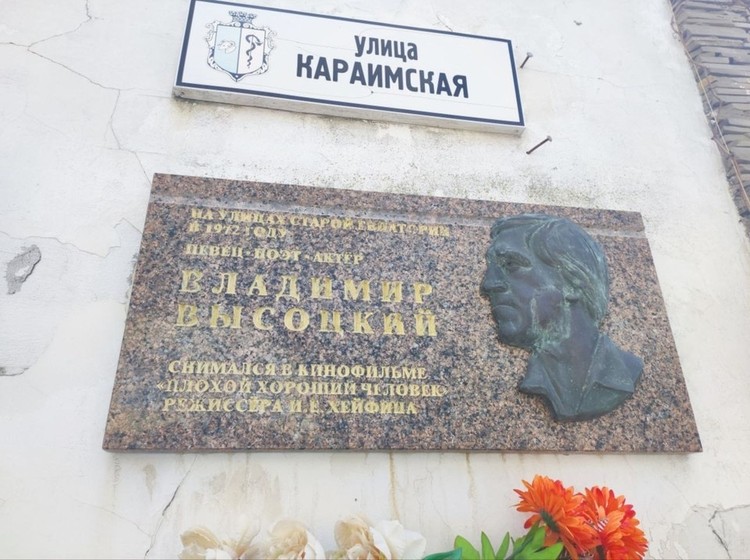 улица
КАРАИМСКАЯ
НА УЛИЦАХ СТАРОЙ ЕВПАТОРИИ
В 1972 ГОДУ
ПЕВЕЦ-ПОЭТ-АКТЕР
ВЛАДИМИР
ВЫСОЦКИЙ
СНИМАЛСЯ В КИНОФИЛЬМЕ
«ПЛОХОЙ ХОРОШИЙ ЧЕЛОВЕК»
РЕЖИССЁРА И.Е. ХЕЙФИЦА